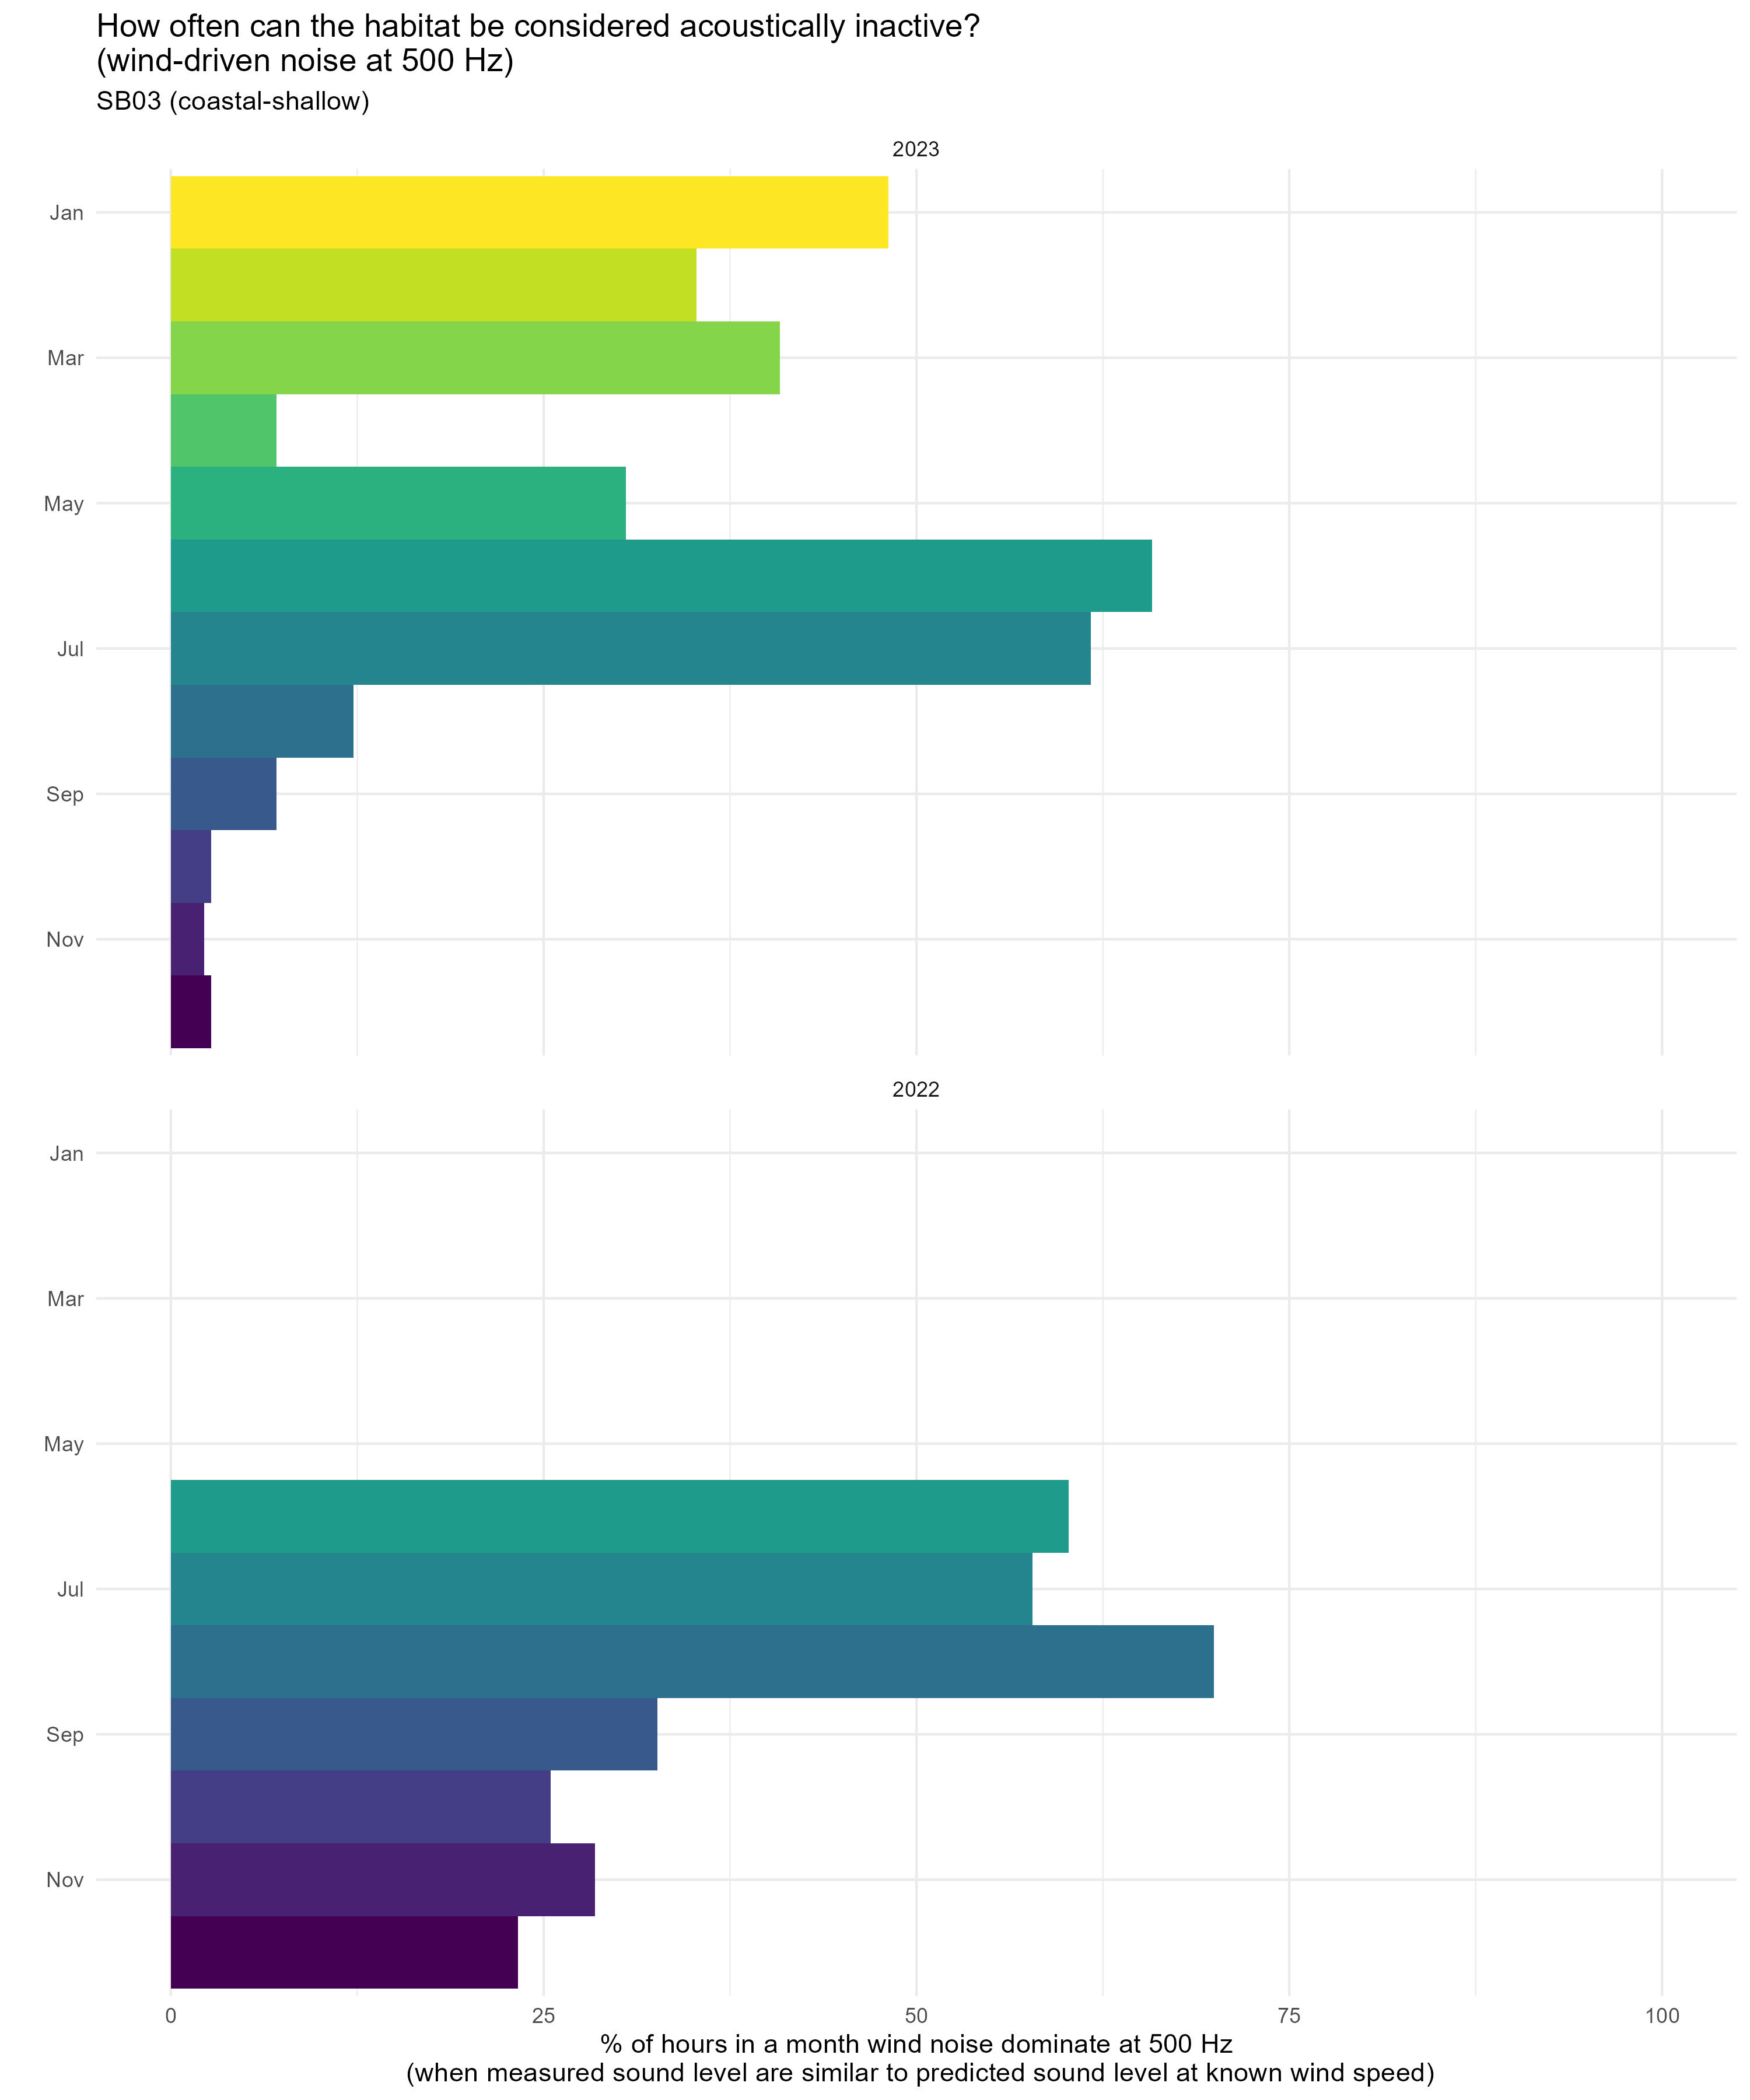 How often can the habitat be considered acoustically inactive?
(wind-driven noise at 500 Hz)
SB03 (coastal-shallow)
2023
Jan
Mar
May
Jul
Sep
Nov
2022
Jan
Mar
May
Jul
Sep
Nov
0 25 50 75 100
% of hours in a month wind noise dominate at 500 Hz
(when measured sound level are similar to predicted sound level at known wind speed)